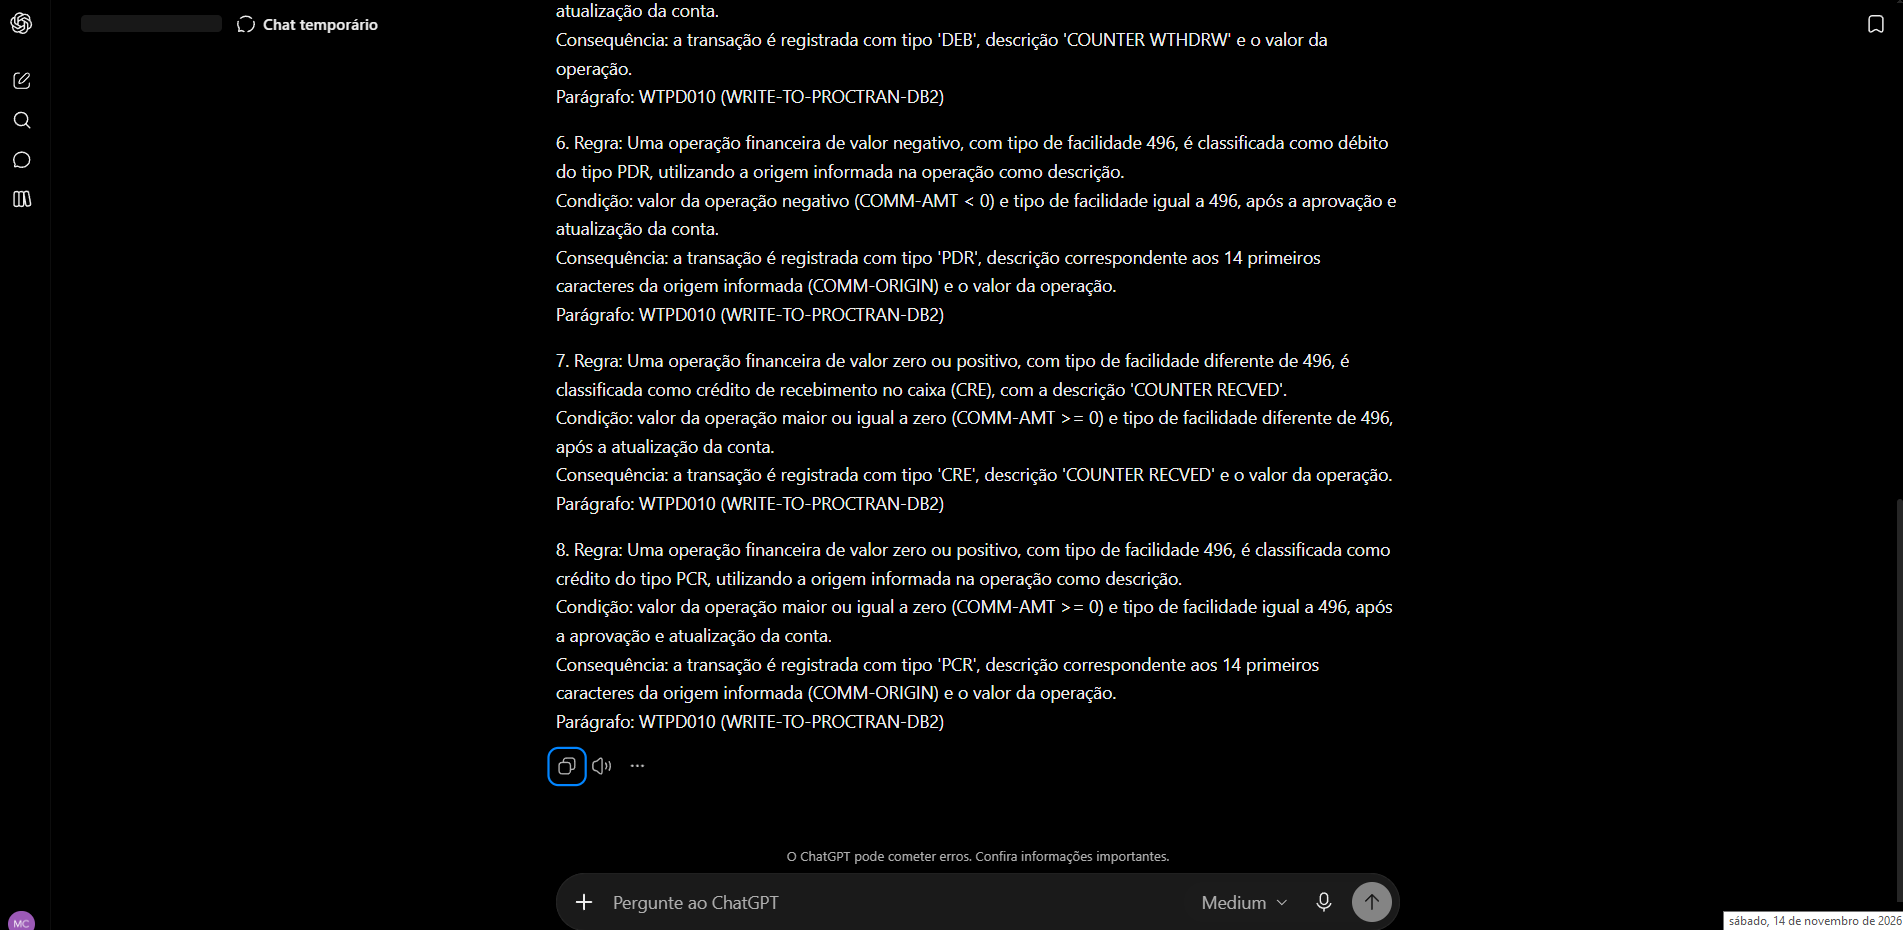 Chat temporário
atualização da conta.
Consequência: a transação é registrada com tipo 'DEB', descrição 'COUNTER WTHDRW' e o valor da
operação.
Parágrafo: WTPD010 (WRITE-TO-PROCTRAN-DB2)
6. Regra: Uma operação financeira de valor negativo, com tipo de facilidade 496, é classificada como débito
do tipo PDR, utilizando a origem informada na operação como descrição.
Condição: valor da operação negativo (COMM-AMT < 0) e tipo de facilidade igual a 496, após a aprovação e
atualização da conta.
Consequência: a transação é registrada com tipo 'PDR', descrição correspondente aos 14 primeiros
caracteres da origem informada (COMM-ORIGIN) e o valor da operação.
Parágrafo: WTPD010 (WRITE-TO-PROCTRAN-DB2)
7. Regra: Uma operação financeira de valor zero ou positivo, com tipo de facilidade diferente de 496, é
classificada como crédito de recebimento no caixa (CRE), com a descrição 'COUNTER RECVED'.
Condição: valor da operação maior ou igual a zero (COMM-AMT >= 0) e tipo de facilidade diferente de 496,
após a atualização da conta.
Consequência: a transação é registrada com tipo 'CRE', descrição 'COUNTER RECVED' e o valor da operação.
Parágrafo: WTPD010 (WRITE-TO-PROCTRAN-DB2)
8. Regra: Uma operação financeira de valor zero ou positivo, com tipo de facilidade 496, é classificada como
crédito do tipo PCR, utilizando a origem informada na operação como descrição.
Condição: valor da operação maior ou igual a zero (COMM-AMT >= 0) e tipo de facilidade igual a 496, após
a aprovação e atualização da conta.
Consequência: a transação é registrada com tipo 'PCR', descrição correspondente aos 14 primeiros
caracteres da origem informada (COMM-ORIGIN) e o valor da operação.
Parágrafo: WTPD010 (WRITE-TO-PROCTRAN-DB2)
O ChatGPT pode cometer erros. Confira informações importantes.
Pergunte ao ChatGPT
Medium
MC
sábado, 14 de novembro de 2026